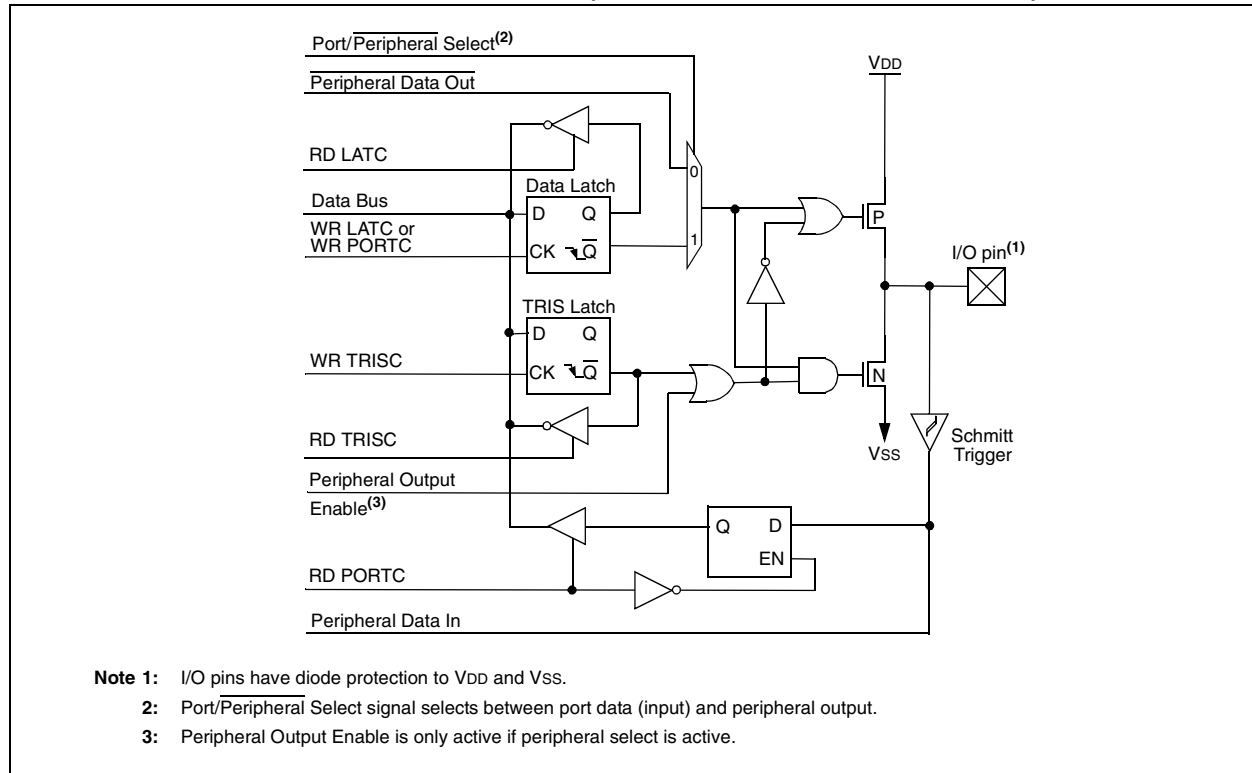 Port/Peripheral Select(2)
Peripheral Data Out
VDD
RD LATC
0
Data Latch
Data Bus
D Q
WR LATC or
WR PORTC
CK Q
1
P
I/O pin(1)
TRIS Latch
D Q
WR TRISC
CK Q
N
RD TRISC
VSS
Schmitt
Trigger
Peripheral Output
Enable(3)
Q D
EN
RD PORTC
Peripheral Data In
Note 1: I/O pins have diode protection to VDD and VSS.
2: Port/Peripheral Select signal selects between port data (input) and peripheral output.
3: Peripheral Output Enable is only active if peripheral select is active.